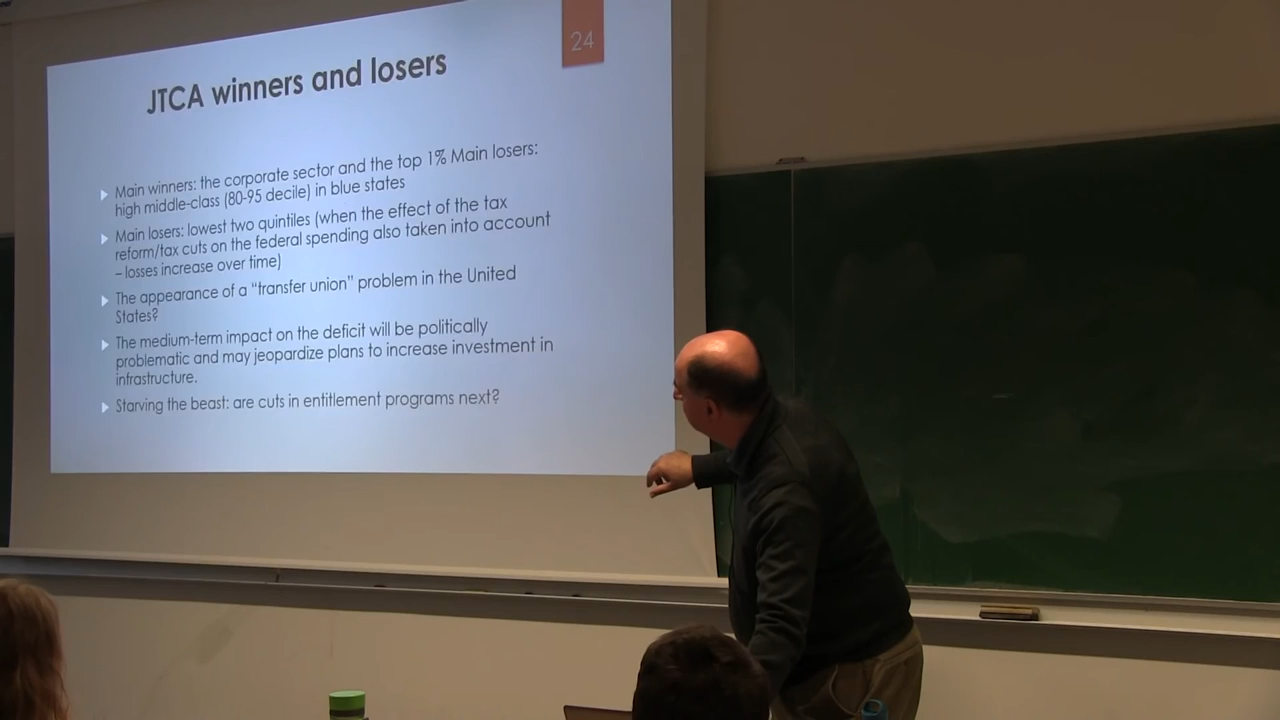 24
JTCA winners and losers
Main winners: the corporate sector and the top 1% Main losers:
high middle-class (80-95 decile) in blue states
Main losers: lowest two quintiles (when the effect of the tax
reform/tax cuts on the federal spending also taken into account
– losses increase over time)
The appearance of a “transfer union” problem in the United
States?
The medium-term impact on the deficit will be politically
problematic and may jeopardize plans to increase investment in
infrastructure.
Starving the beast: are cuts in entitlement programs next?